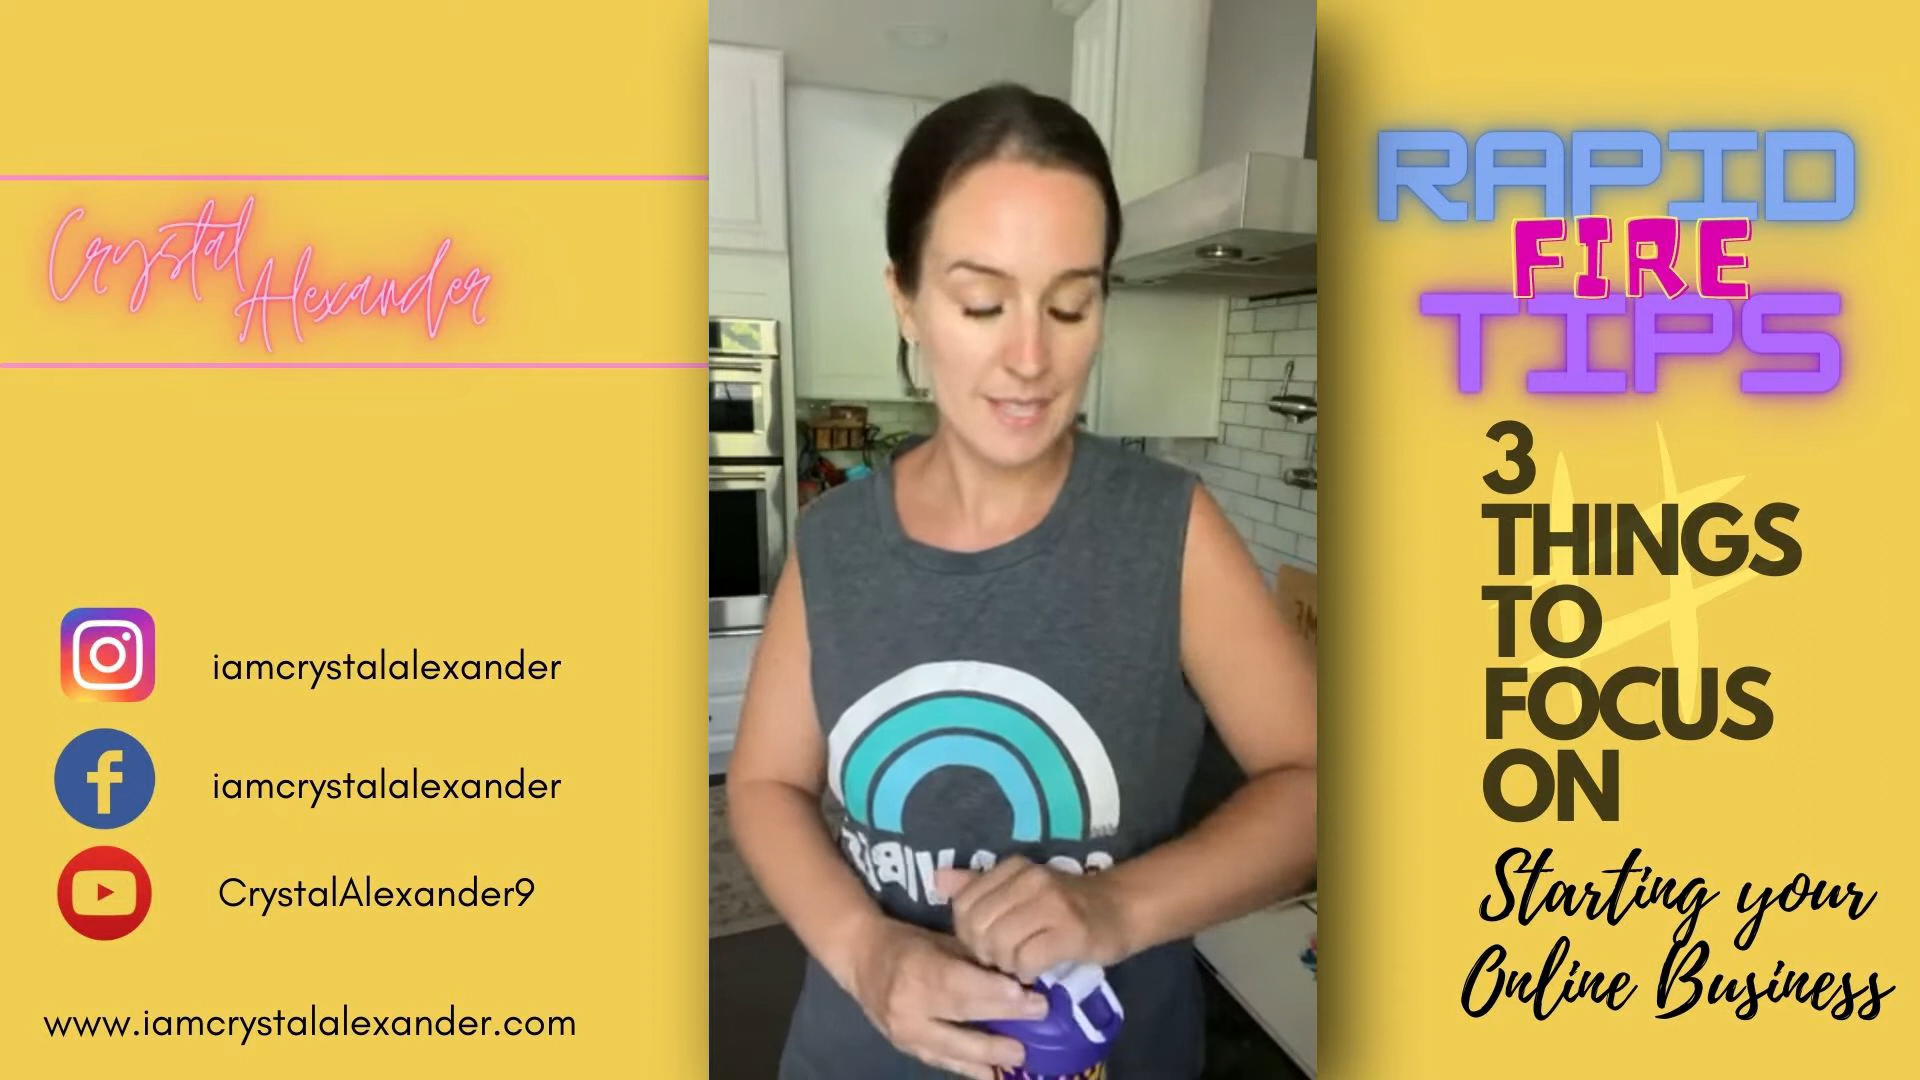 Crystal
Alexander
iamcrystalalexander
iamcrystalalexander
CrystalAlexander9
www.iamcrystalalexander.com
RAPID
FIRE
TIPS
3
THINGS
TO
FOCUS
ON
Starting your
Online Business